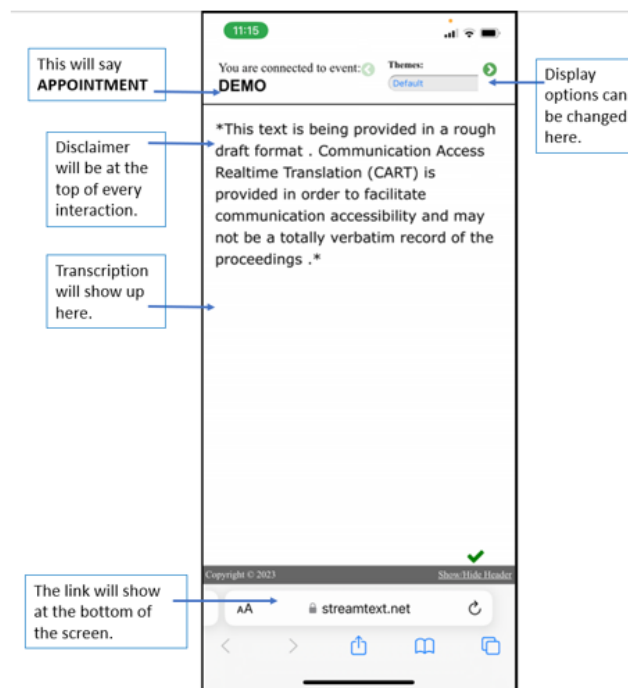 11:15
This will say
APPOINTMENT
You are connected to event:
DEMO
Themes:
Default
Display
options can
be changed
here.
Disclaimer
will be at the
top of every
interaction.
*This text is being provided in a rough
draft format . Communication Access
Realtime Translation (CART) is
provided in order to facilitate
communication accessibility and may
not be a totally verbatim record of the
proceedings .*
Transcription
will show up
here.
Copyright © 2023
Show/Hide Header
The link will show
at the bottom of
the screen.
AA
streamtext.net